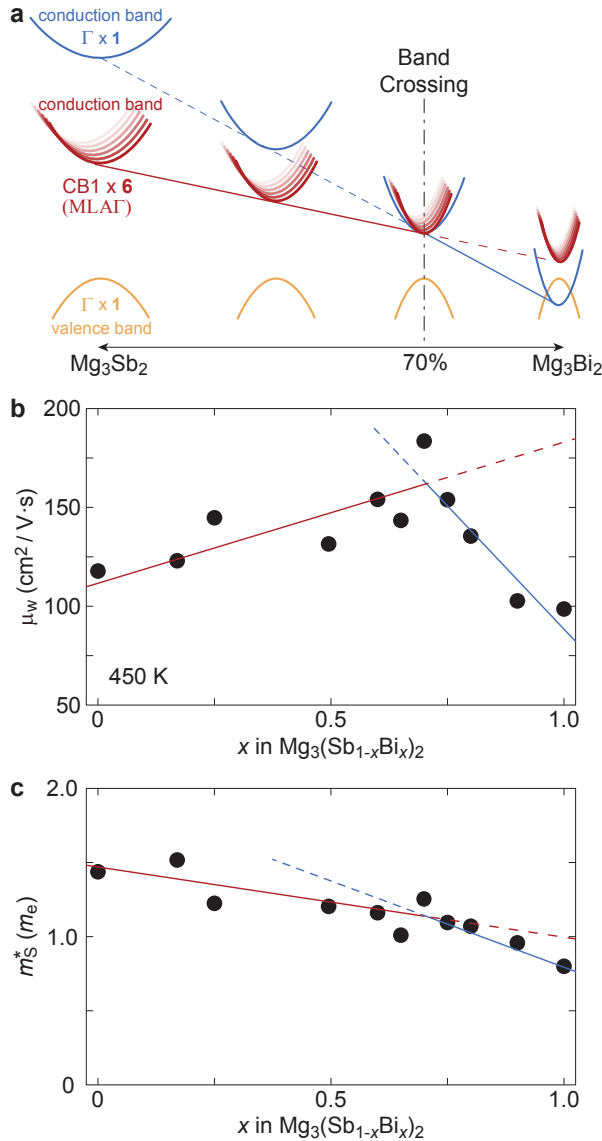 a
conduction band
Γ x 1
Band
Crossing
conduction band
CB1 x 6
(MLAΓ)
Γ x 1
valence band
Mg₃Sb₂
70%
Mg₃Bi₂
b
200
150
100
50
μw (cm² / V·s)
450 K
0
0.5
1.0
x in Mg₃(Sb₁₋ₓBiₓ)₂
c
2.0
1.0
0
m*S (mₑ)
0
0.5
1.0
x in Mg₃(Sb₁₋ₓBiₓ)₂